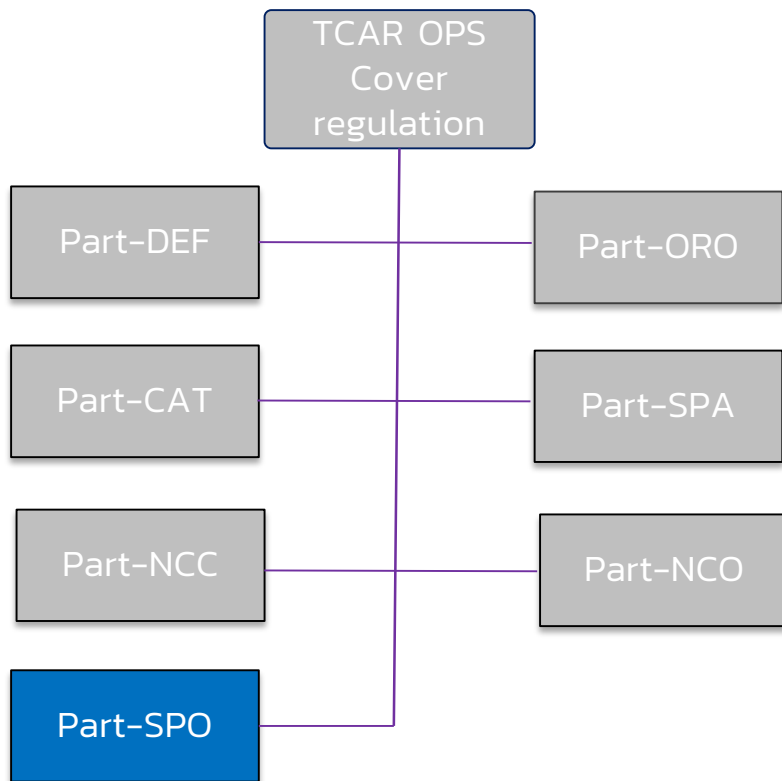 TCAR OPS
Cover
regulation
Part-DEF
Part-ORO
Part-CAT
Part-SPA
Part-NCC
Part-NCO
Part-SPO